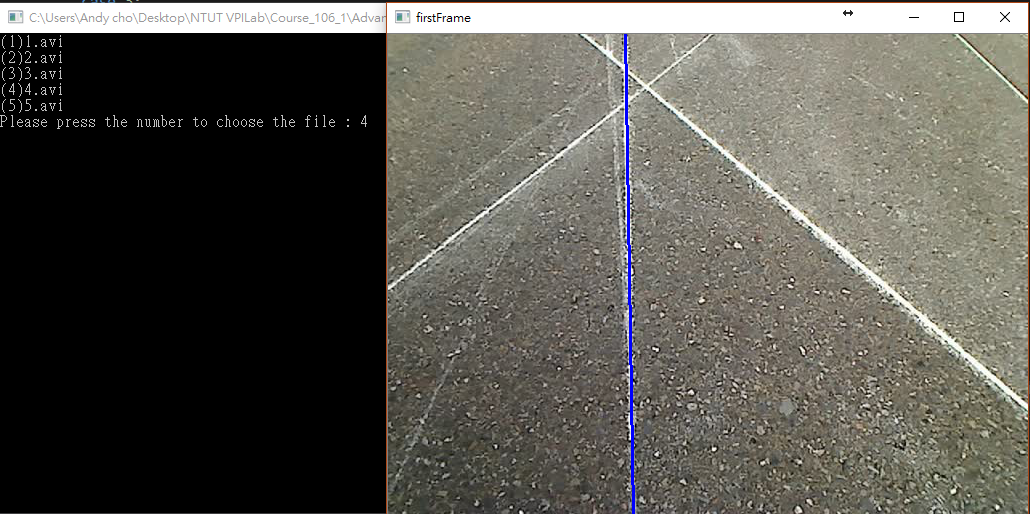 C:\Users\Andy cho\Desktop\NTUT VPILab\Course_106_1\Advan
firstFrame
(1)1.avi
(2)2.avi
(3)3.avi
(4)4.avi
(5)5.avi
Please press the number to choose the file : 4